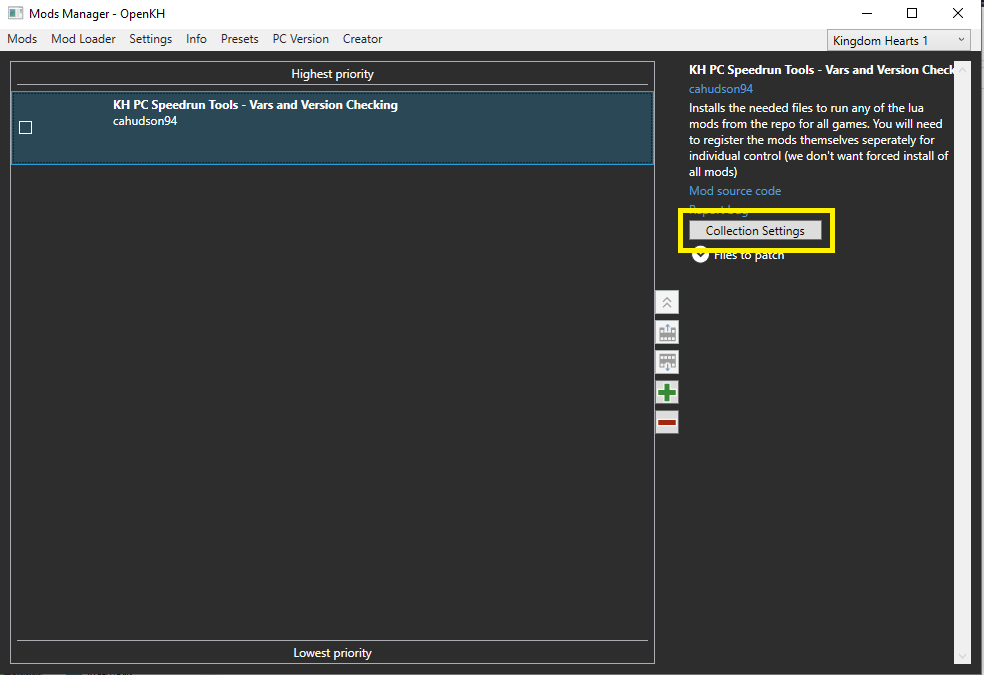 Mods Manager - OpenKH
Mods Mod Loader Settings Info Presets PC Version Creator
Kingdom Hearts 1
Highest priority
KH PC Speedrun Tools - Vars and Version Checking
cahudson94
Lowest priority
KH PC Speedrun Tools - Vars and Version Check
cahudson94
Installs the needed files to run any of the lua
mods from the repo for all games. You will need
to register the mods themselves seperately for
individual control (we don't want forced install of
all mods)
Mod source code
Report bug
Collection Settings
Files to patch